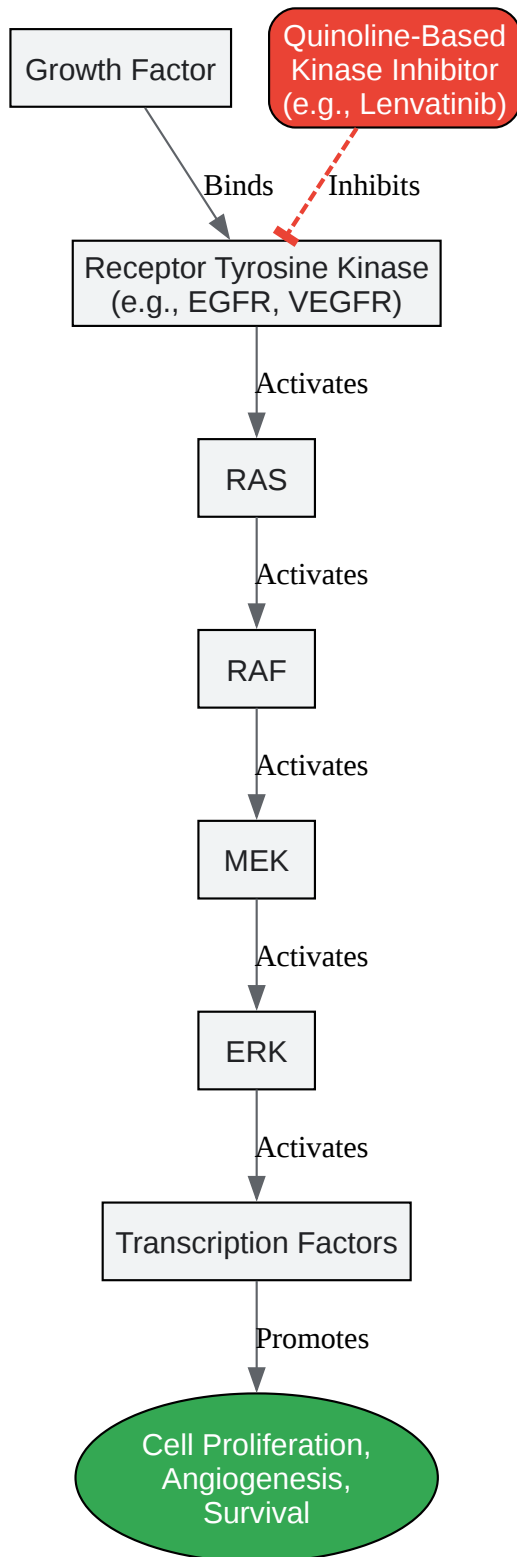 Growth Factor
Quinoline-Based
Kinase Inhibitor
(e.g., Lenvatinib)
Binds
Inhibits
Receptor Tyrosine Kinase
(e.g., EGFR, VEGFR)
Activates
RAS
Activates
RAF
Activates
MEK
Activates
ERK
Activates
Transcription Factors
Promotes
Cell Proliferation,
Angiogenesis,
Survival